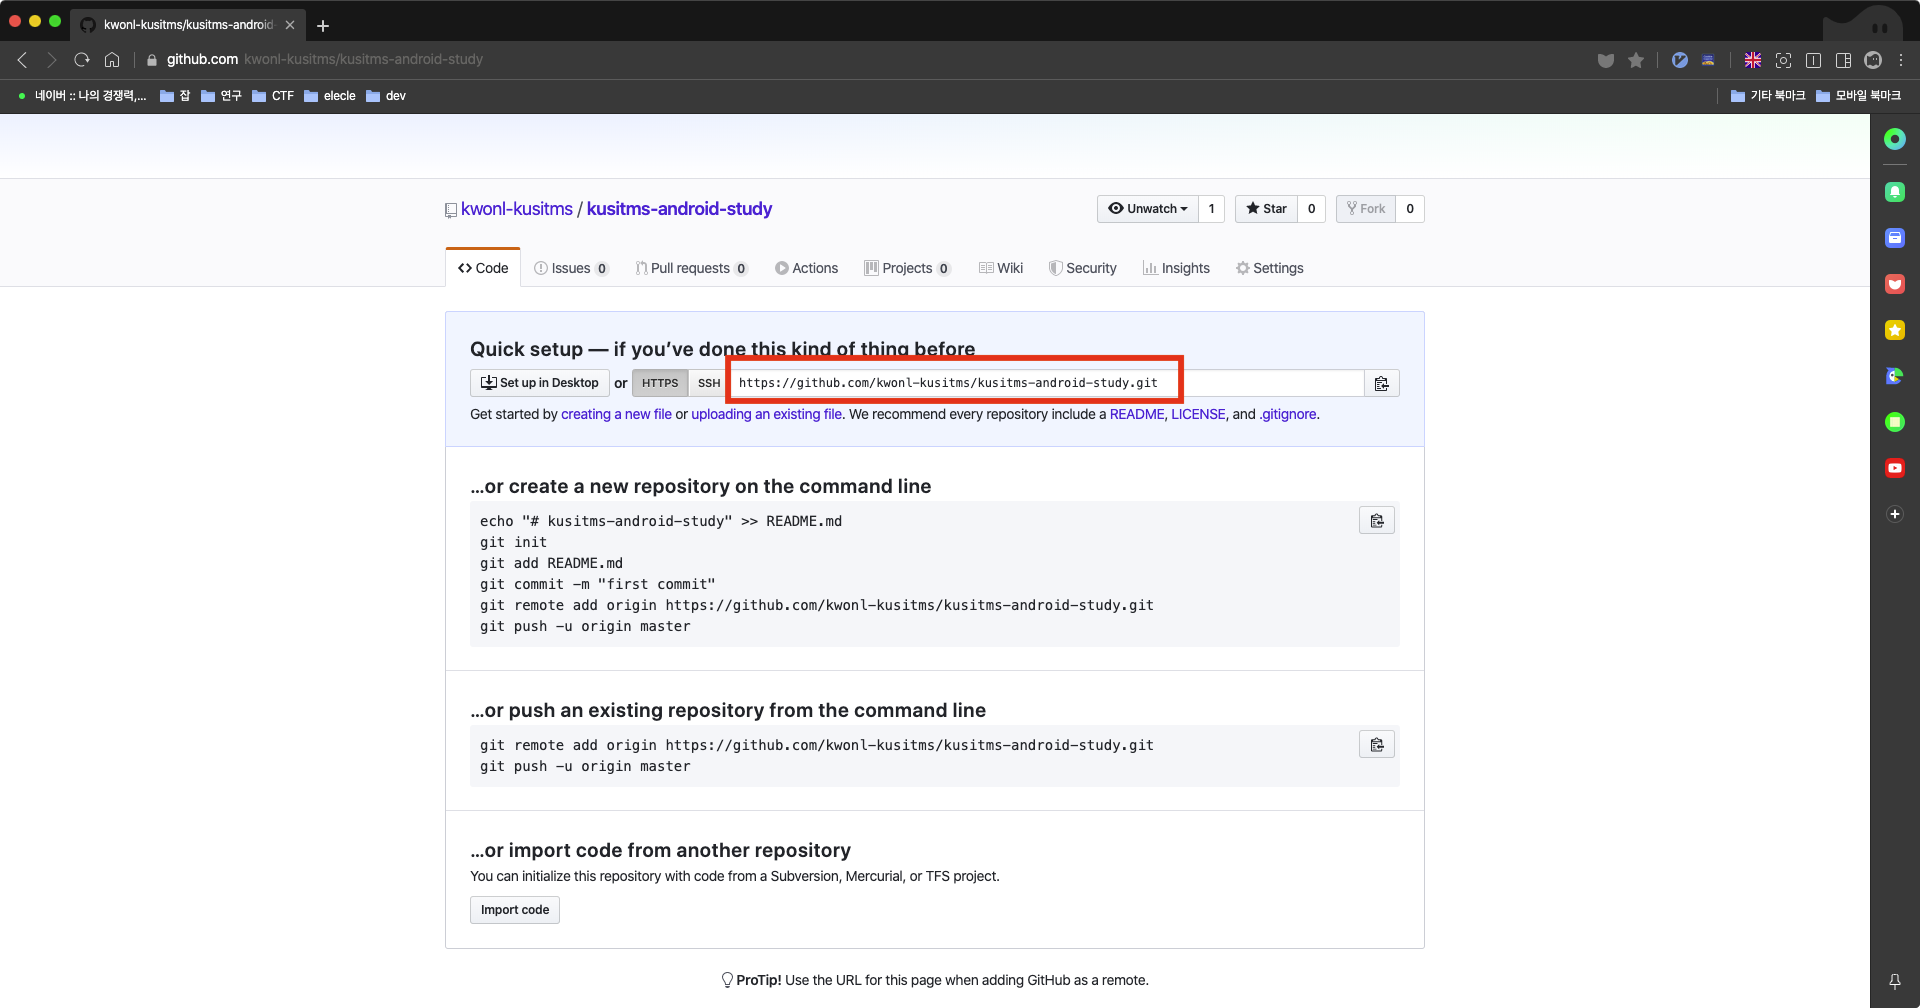 kwonl-kusitms/kusitms-android
github.com kwonl-kusitms/kusitms-android-study
네이버 :: 나의 경쟁력,... 잡 연구 CTF elecle dev 기타 북마크 모바일 북마크
kwonl-kusitms / kusitms-android-study Unwatch 1 Star 0 Fork 0
Code Issues 0 Pull requests 0 Actions Projects 0 Wiki Security Insights Settings
Quick setup — if you’ve done this kind of thing before
Set up in Desktop or HTTPS SSH https://github.com/kwonl-kusitms/kusitms-android-study.git
Get started by creating a new file or uploading an existing file. We recommend every repository include a README, LICENSE, and .gitignore.
…or create a new repository on the command line
echo "# kusitms-android-study" >> README.md
git init
git add README.md
git commit -m "first commit"
git remote add origin https://github.com/kwonl-kusitms/kusitms-android-study.git
git push -u origin master
…or push an existing repository from the command line
git remote add origin https://github.com/kwonl-kusitms/kusitms-android-study.git
git push -u origin master
…or import code from another repository
You can initialize this repository with code from a Subversion, Mercurial, or TFS project.
Import code
ProTip! Use the URL for this page when adding GitHub as a remote.